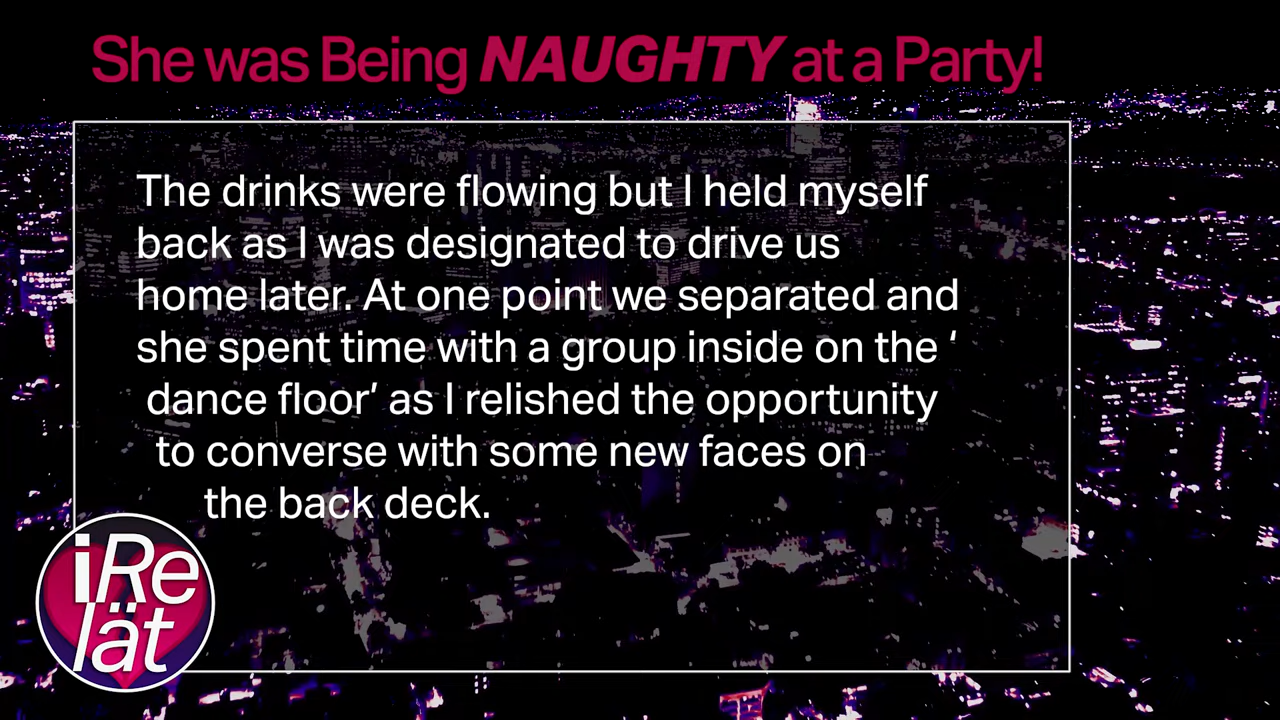 She was Being NAUGHTY at a Party!
The drinks were flowing but I held myself
back as I was designated to drive us
home later. At one point we separated and
she spent time with a group inside on the ‘
dance floor’ as I relished the opportunity
to converse with some new faces on
the back deck.
iRe
lät